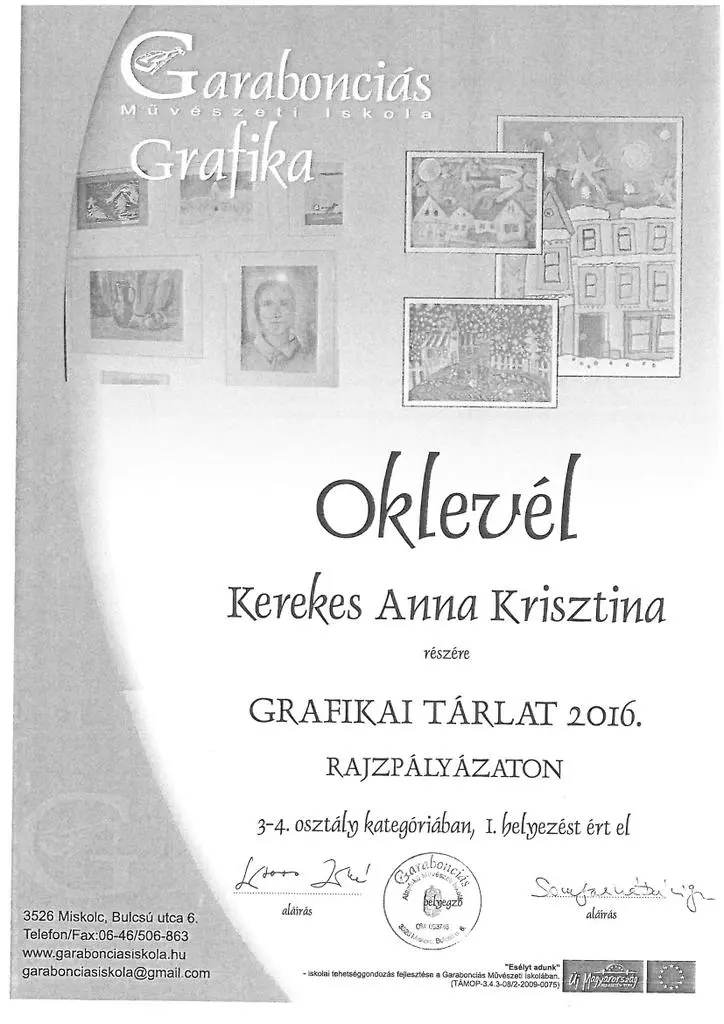 Garabonciás
Művészeti Iskola
Grafika
Oklevél
Kerekes Anna Krisztina
részére
GRAFIKAI TÁRLAT 2016.
RAJZPÁLYÁZATON
3-4. osztály kategóriában, I. helyezést ért el
Garabonciás
helyezző
aláírás
aláírás
3526 Miskolc, Bulcsú utca 6.
Telefon/Fax:06-46/506-863
www.garabonciasiskola.hu
garabonciasiskola@gmail.com
"Esélyt adunk"
- iskolai tehetséggondozás fejlesztése a Garabonciás Művészeti Iskolában.
(TÁMOP-3.4.3-08/2-2009-0075)
Új Magyarország